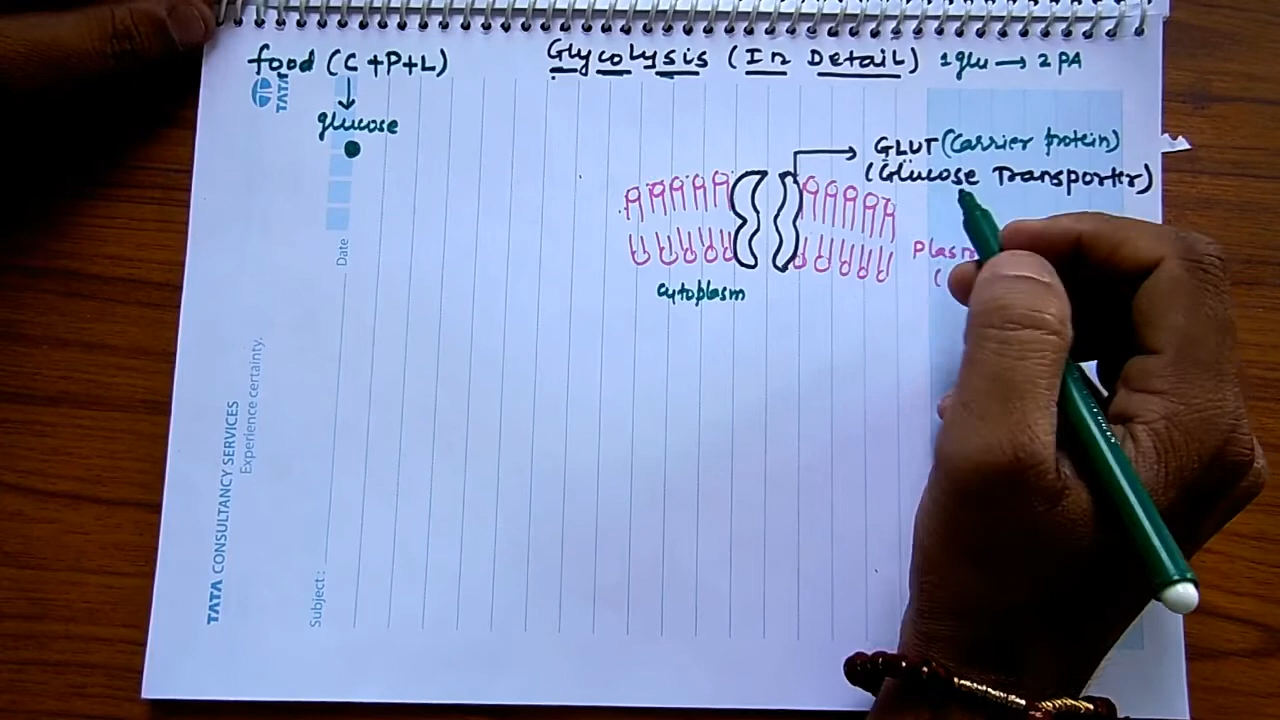 food (C+P+L)
Glycolysis (In Detail) 1 glu → 2 PA
glucose
GLUT (Carrier protein)
(Glucose Transporter)
cytoplasm
TATA
Date
Subject :
TATA CONSULTANCY SERVICES
Experience certainty.